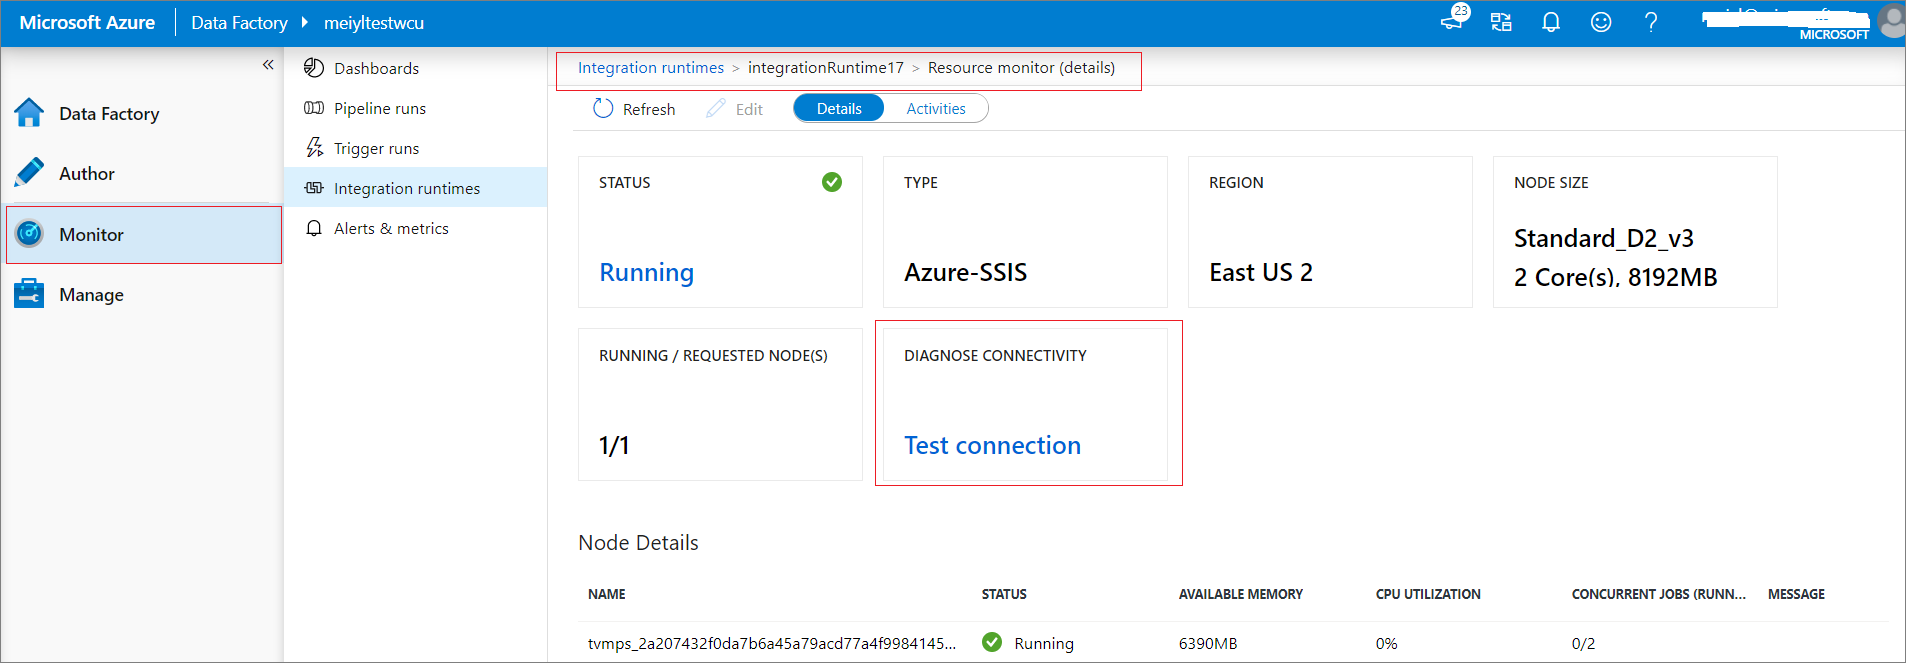 Microsoft Azure Data Factory meiyltestwcu 23
MICROSOFT
«
Data Factory
Author
Monitor
Manage
Dashboards
Pipeline runs
Trigger runs
Integration runtimes
Alerts & metrics
Integration runtimes > integrationRuntime17 > Resource monitor (details)
Refresh Edit Details Activities
STATUS
Running
TYPE
Azure-SSIS
REGION
East US 2
NODE SIZE
Standard_D2_v3
2 Core(s), 8192MB
RUNNING / REQUESTED NODE(S)
1/1
DIAGNOSE CONNECTIVITY
Test connection
Node Details
NAME STATUS AVAILABLE MEMORY CPU UTILIZATION CONCURRENT JOBS (RUNN... MESSAGE
tvmps_2a207432f0da7b6a45a79acd77a4f9984145... Running 6390MB 0% 0/2